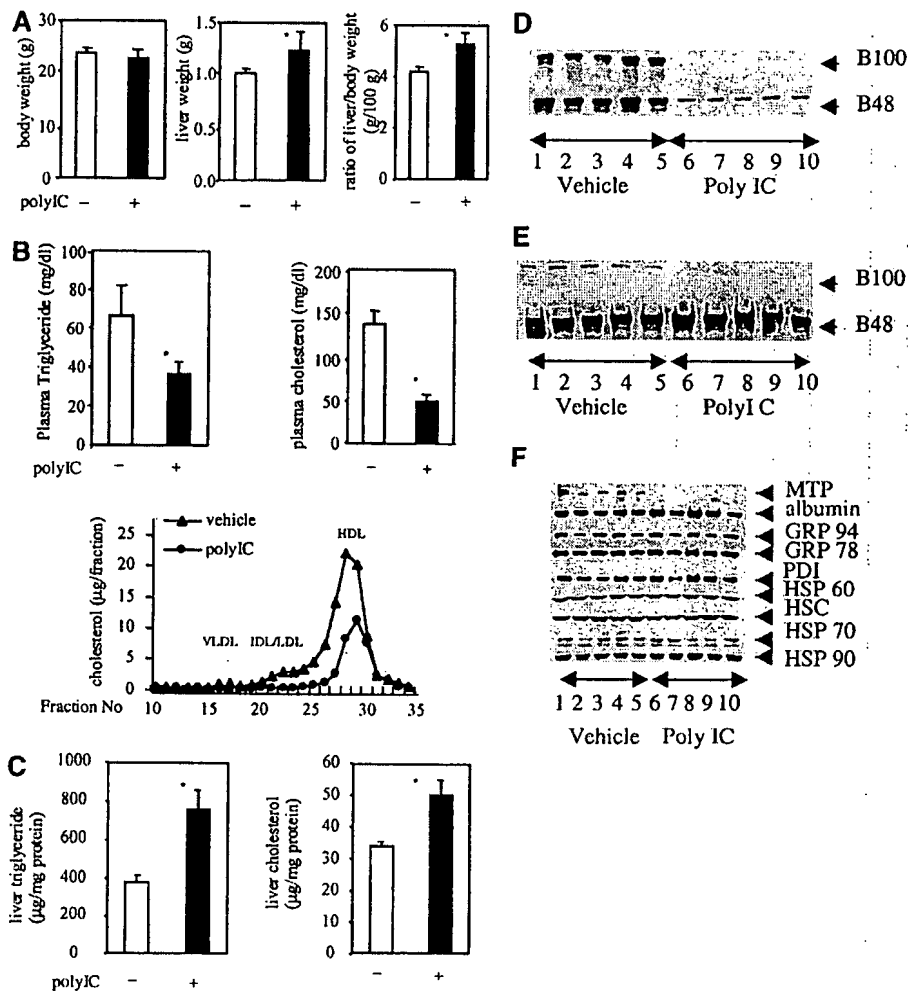 A
body weight (g)
30
20
10
0
polyIC
–
+
liver weight (g)
1.5
1.0
0.5
0.0
*
–
+
ratio of liver/body weight
(g/100 g)
6
4
2
0
*
–
+
B
Plasma Triglyceride (mg/dl)
100
80
60
40
20
0
*
polyIC
–
+
plasma cholesterol (mg/dl)
200
150
100
50
0
*
–
+
cholesterol (µg/fraction)
25
20
15
10
5
0
vehicle
polyIC
HDL
VLDL
IDL/LDL
Fraction No
10 15 20 25 30 35
C
liver triglyceride
(µg/mg protein)
1000
800
600
400
200
0
*
polyIC
–
+
liver cholesterol
(µg/mg protein)
60
50
40
30
20
10
0
*
–
+
D
B100
B48
1 2 3 4 5 6 7 8 9 10
Vehicle
Poly IC
E
B100
B48
1 2 3 4 5 6 7 8 9 10
Vehicle
PolyI C
F
MTP
albumin
GRP 94
GRP 78
PDI
HSP 60
HSC
HSP 70
HSP 90
1 2 3 4 5 6 7 8 9 10
Vehicle
Poly IC